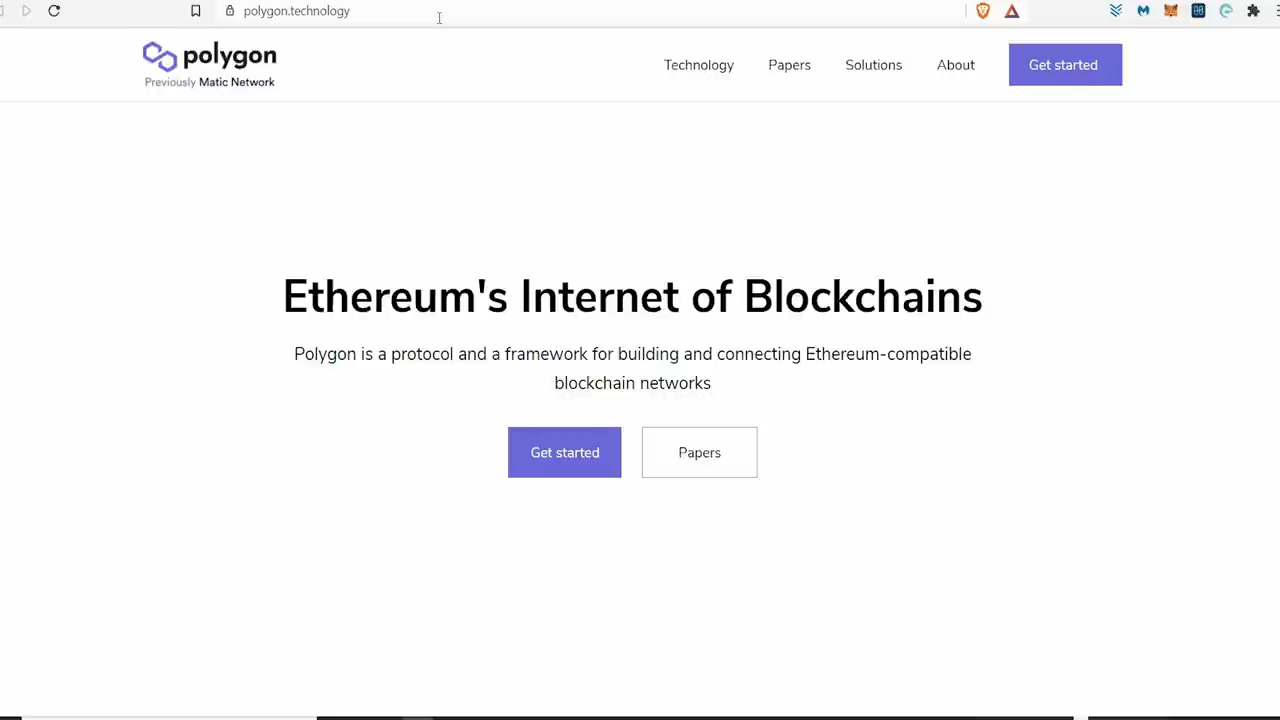 polygon.technology
polygon
Previously Matic Network
Technology Papers Solutions About Get started
Ethereum's Internet of Blockchains
Polygon is a protocol and a framework for building and connecting Ethereum-compatible
blockchain networks
Get started Papers